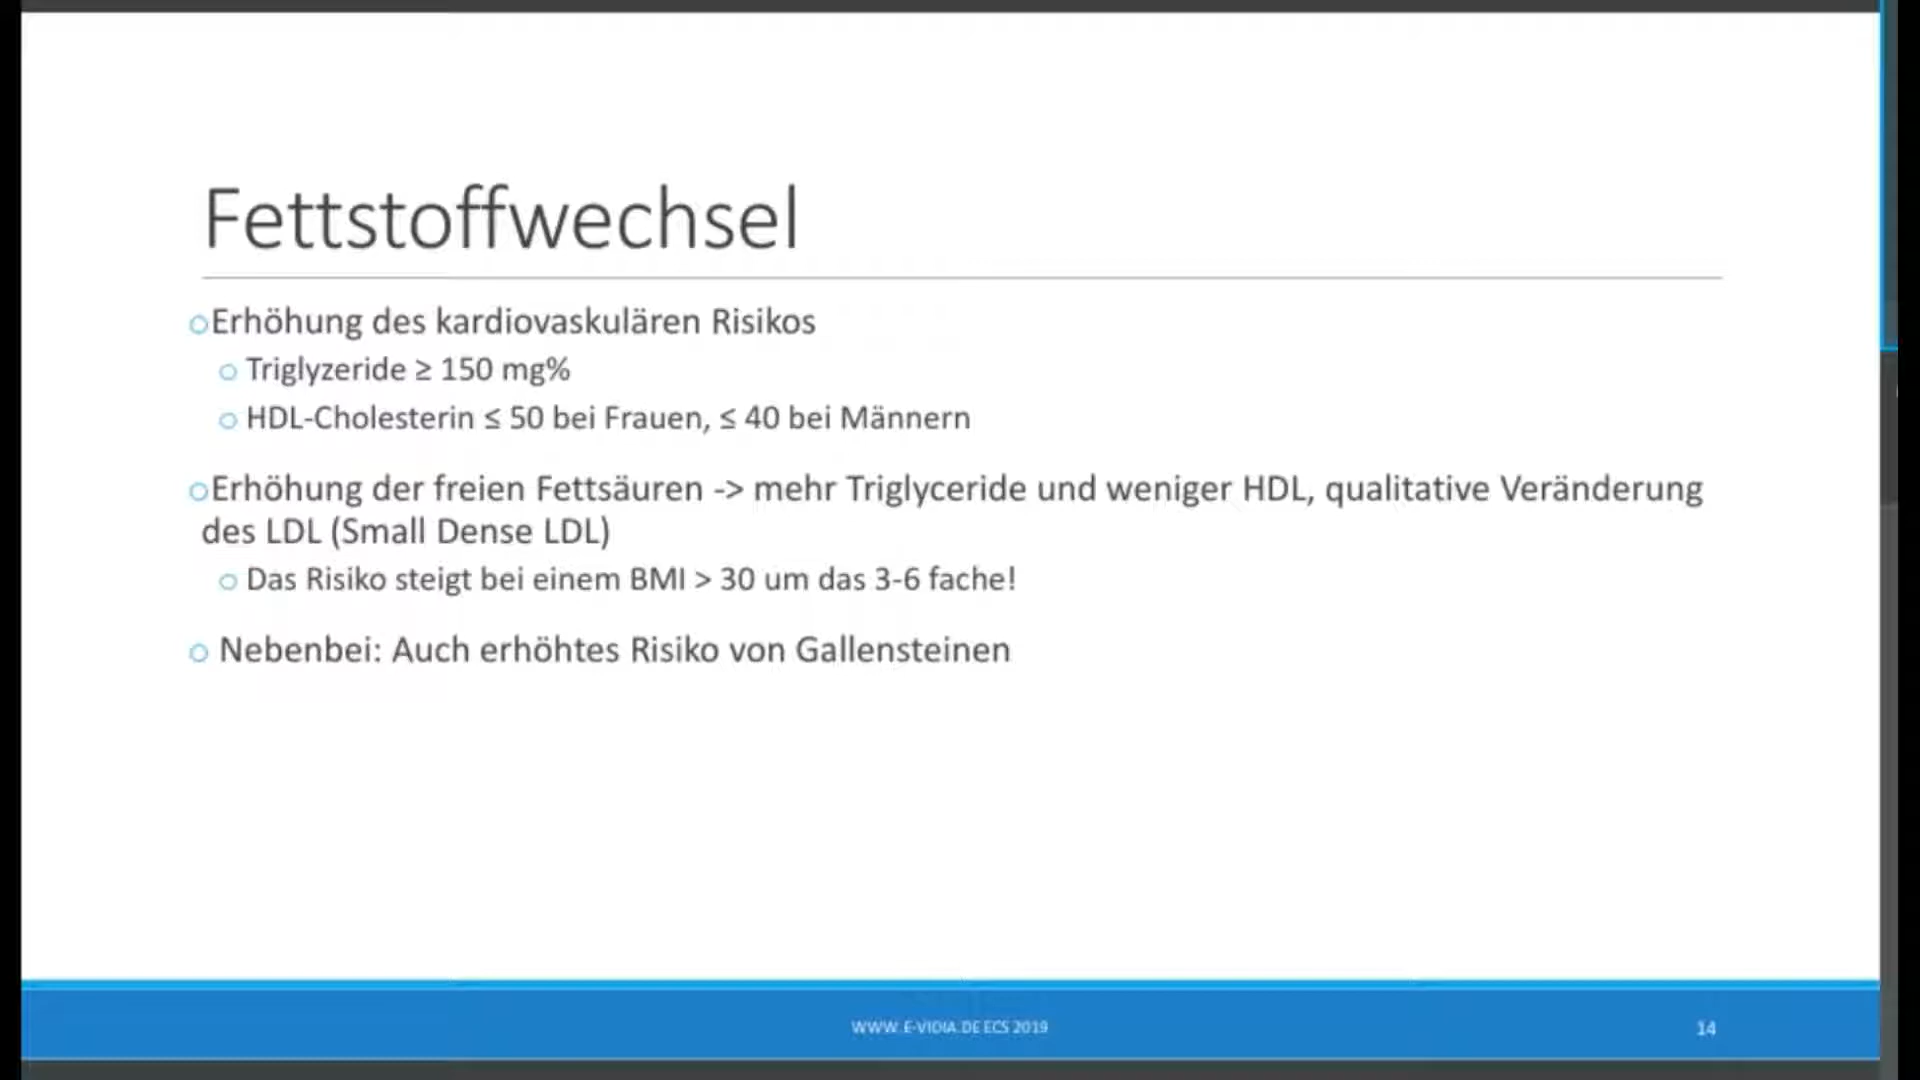 Fettstoffwechsel
Erhöhung des kardiovaskulären Risikos
Triglyzeride ≥ 150 mg%
HDL-Cholesterin ≤ 50 bei Frauen, ≤ 40 bei Männern
Erhöhung der freien Fettsäuren -> mehr Triglyceride und weniger HDL, qualitative Veränderung
des LDL (Small Dense LDL)
Das Risiko steigt bei einem BMI > 30 um das 3-6 fache!
Nebenbei: Auch erhöhtes Risiko von Gallensteinen
WWW.E-VIDIA.DE ECS 2019
14